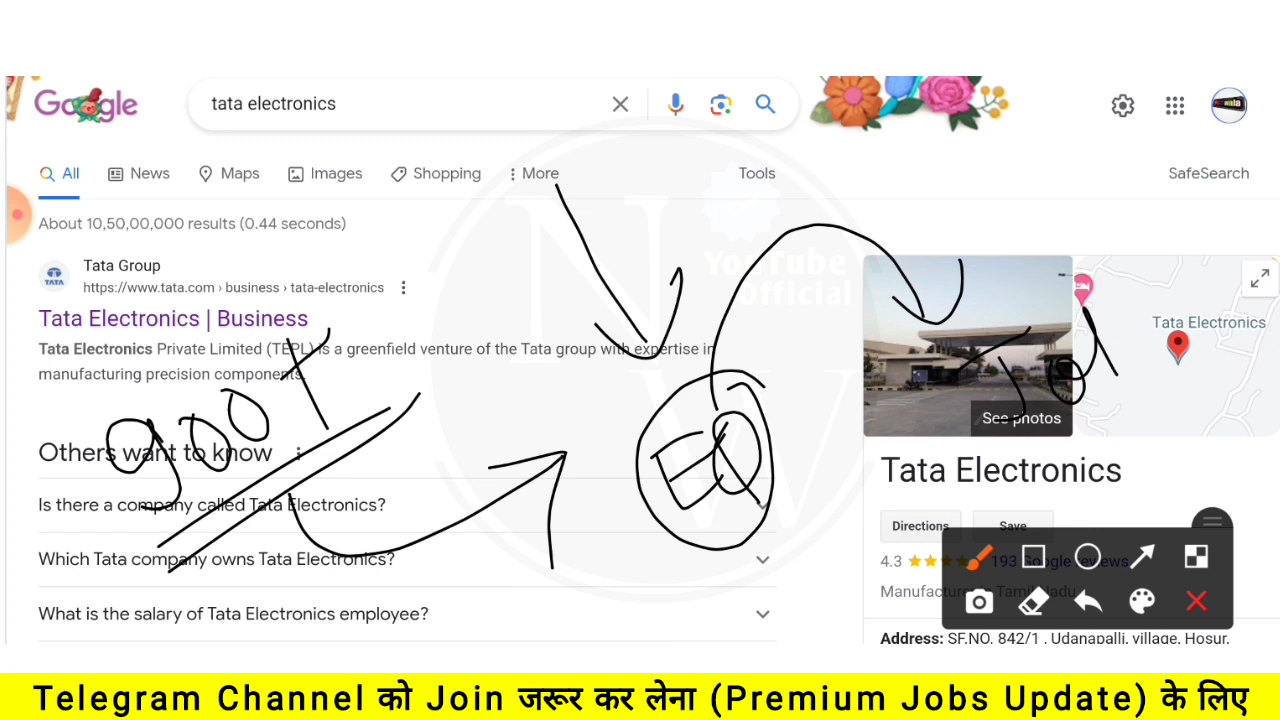 Google
tata electronics
All
News
Maps
Images
Shopping
More
Tools
SafeSearch
About 10,50,00,000 results (0.44 seconds)
TATA
Tata Group
https://www.tata.com › business › tata-electronics
Tata Electronics | Business
Tata Electronics Private Limited (TEPL) is a greenfield venture of the Tata group with expertise in
manufacturing precision components.
900+
Others want to know
Is there a company called Tata Electronics?
Which Tata company owns Tata Electronics?
What is the salary of Tata Electronics employee?
NW
YouTube
Official
See photos
Tata Electronics
Tata Electronics
Directions
Save
4.3
193 Google reviews
Manufacturer in Tamil Nadu
Address: SF.NO. 842/1 , Udanapalli, village, Hosur,
Telegram Channel को Join जरूर कर लेना (Premium Jobs Update) के लिए